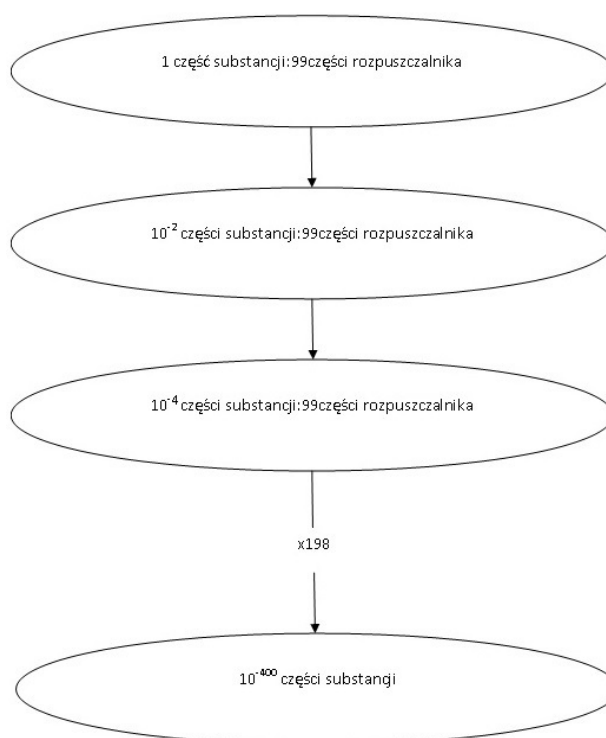 1 część substancji:99części rozpuszczalnika
10⁻² części substancji:99części rozpuszczalnika
10⁻⁴ części substancji:99części rozpuszczalnika
x198
10⁻⁴⁰⁰ części substancji